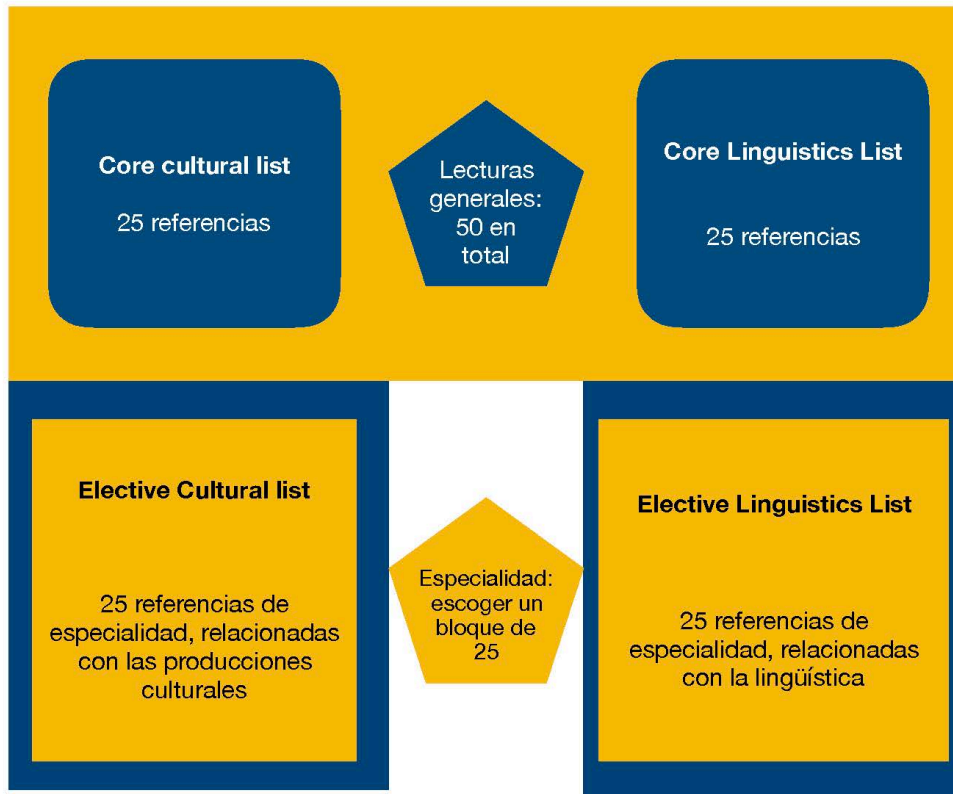 Core cultural list
25 referencias
Lecturas
generales:
50 en
total
Core Linguistics List
25 referencias
Elective Cultural list
25 referencias de
especialidad, relacionadas
con las producciones
culturales
Especialidad:
escoger un
bloque de
25
Elective Linguistics List
25 referencias de
especialidad, relacionadas
con la lingüística